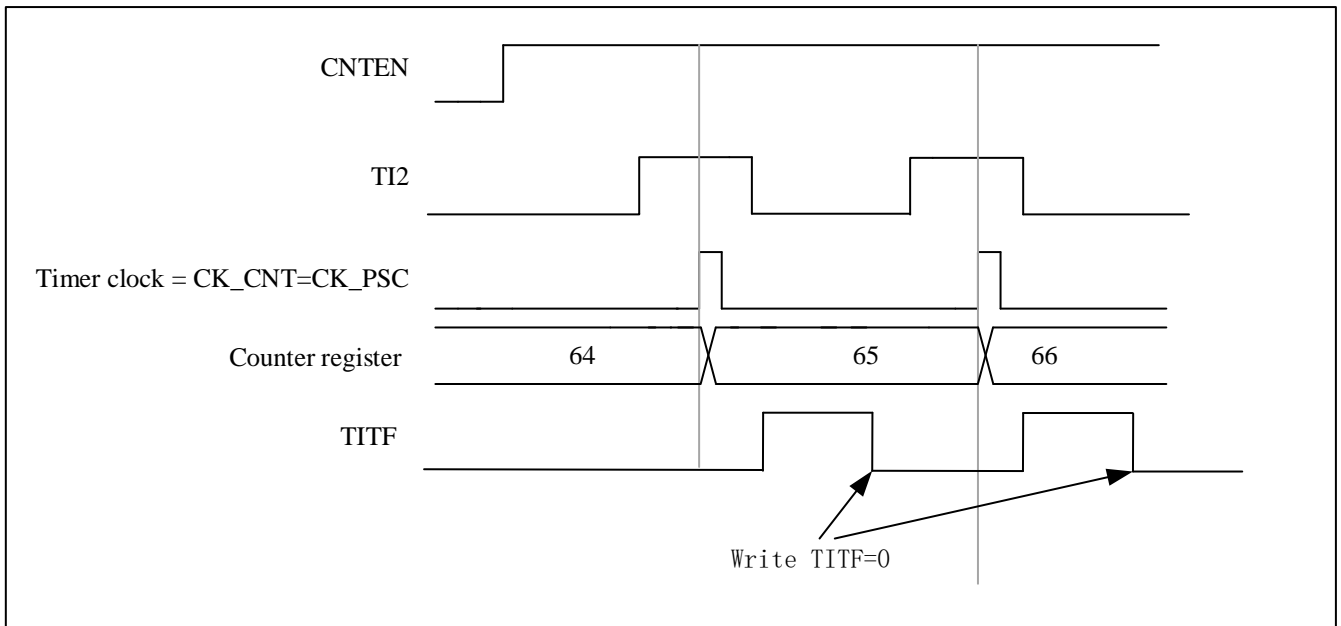 CNTEN
TI2
Timer clock = CK_CNT=CK_PSC
Counter register
64
65
66
TITF
Write TITF=0